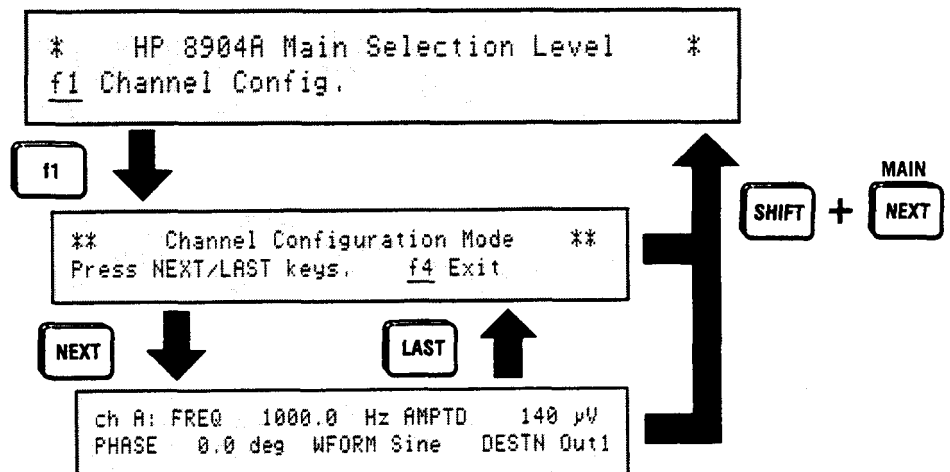 * HP 8904A Main Selection Level *
f1 Channel Config.
f1
MAIN
SHIFT + NEXT
** Channel Configuration Mode **
Press NEXT/LAST keys. f4 Exit
NEXT
LAST
ch A: FREQ 1000.0 Hz AMPTD 140 µV
PHASE 0.0 deg WFORM Sine DESTN Out1